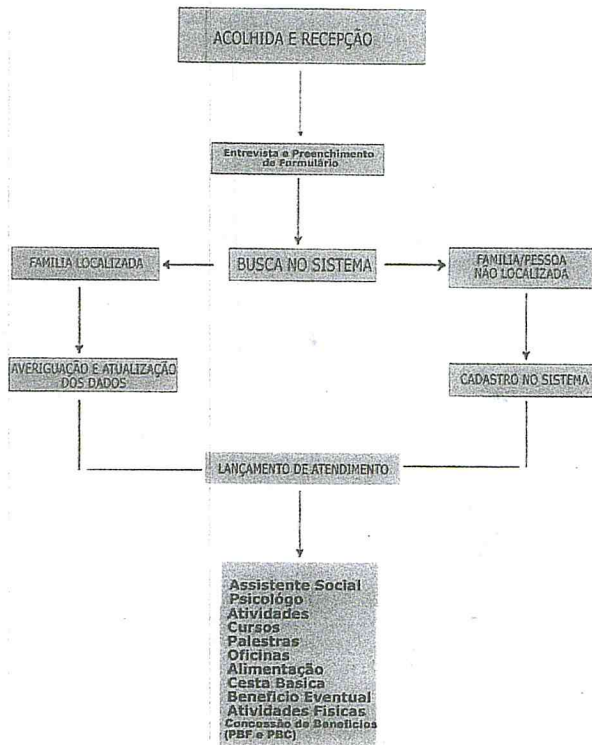 ACOLHIDA E RECEPÇÃO
Entrevista e Preenchimento
de Formulário
FAMILIA LOCALIZADA
BUSCA NO SISTEMA
FAMILIA/PESSOA
NÃO LOCALIZADA
AVERIGUAÇÃO E ATUALIZAÇÃO
DOS DADOS
CADASTRO NO SISTEMA
LANÇAMENTO DE ATENDIMENTO
Assistente Social
Psicológo
Atividades
Cursos
Palestras
Oficinas
Alimentação
Cesta Basica
Beneficio Eventual
Atividades Fisicas
Concessão de Beneficios
(PBF e PBC)